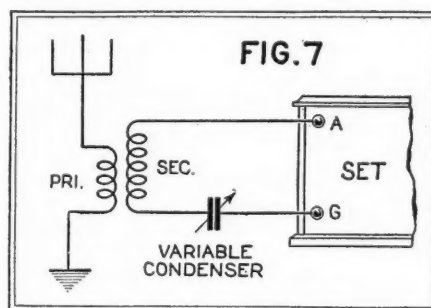 FIG. 7
A
PRI.
SEC.
SET
G
VARIABLE
CONDENSER